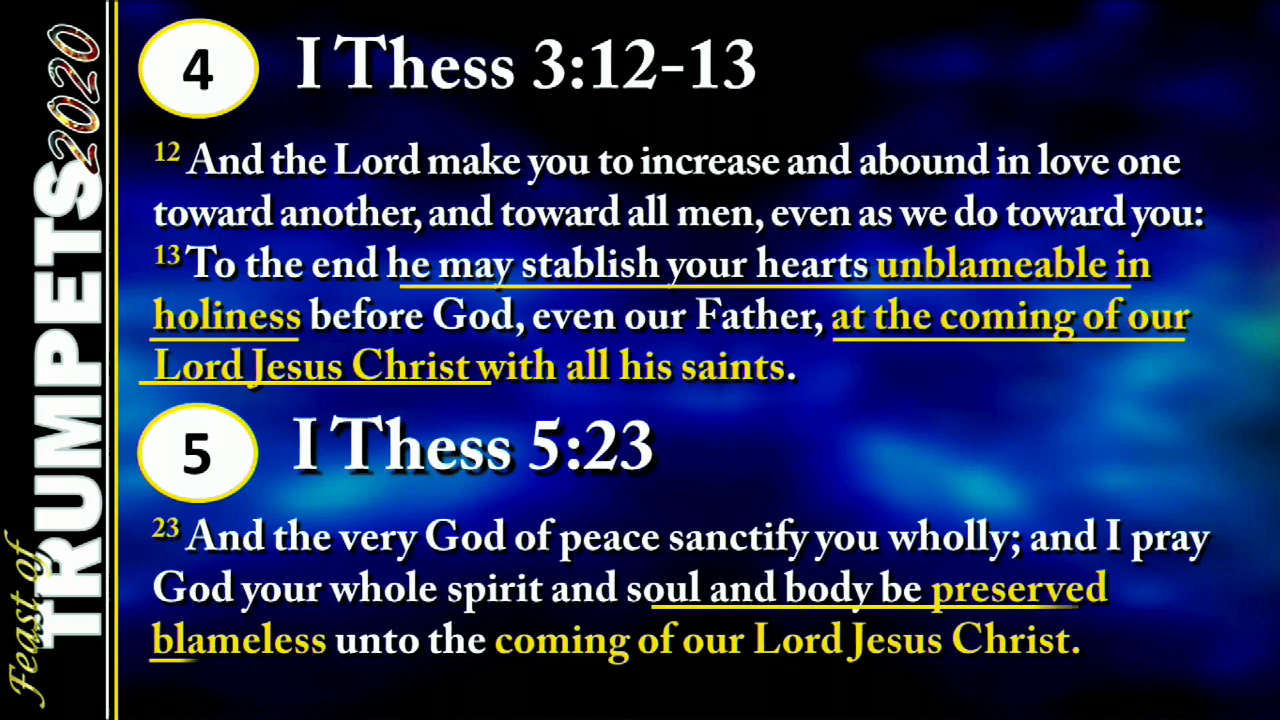 Feast of
TRUMPETS 2020
4 I Thess 3:12-13
12 And the Lord make you to increase and abound in love one
toward another, and toward all men, even as we do toward you:
13 To the end he may stablish your hearts unblameable in
holiness before God, even our Father, at the coming of our
Lord Jesus Christ with all his saints.
5 I Thess 5:23
23 And the very God of peace sanctify you wholly; and I pray
God your whole spirit and soul and body be preserved
blameless unto the coming of our Lord Jesus Christ.